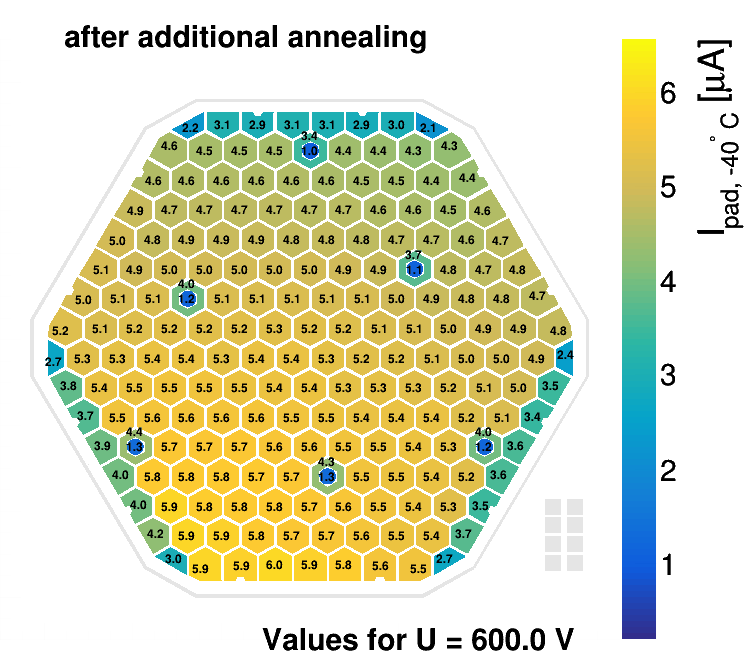 after additional annealing
2.2 3.1 2.9 3.1 3.1 2.9 3.0 2.1
3.4
4.6 4.5 4.5 4.5 1.0 4.4 4.4 4.3 4.3
4.6 4.6 4.6 4.6 4.6 4.6 4.5 4.5 4.4 4.4
4.9 4.7 4.7 4.7 4.7 4.7 4.7 4.6 4.6 4.5 4.6
5.0 4.8 4.9 4.9 4.9 4.8 4.8 4.8 4.7 4.7 4.6 4.7
3.7
5.1 4.9 5.0 5.0 5.0 5.0 5.0 4.9 4.9 1.1 4.8 4.7 4.8
4.0
5.0 5.1 5.1 1.2 5.1 5.1 5.1 5.1 5.1 5.0 4.9 4.8 4.8 4.7
5.2 5.1 5.2 5.2 5.2 5.2 5.3 5.2 5.2 5.1 5.1 5.0 4.9 4.9 4.8
2.7 5.3 5.3 5.4 5.4 5.3 5.4 5.4 5.3 5.2 5.2 5.1 5.0 5.0 4.9 2.4
3.8 5.4 5.5 5.5 5.5 5.4 5.4 5.4 5.3 5.3 5.3 5.2 5.1 5.0 3.5
3.7 5.5 5.6 5.6 5.6 5.6 5.5 5.5 5.4 5.4 5.4 5.2 5.1 3.4
4.4 4.0
3.9 1.3 5.7 5.7 5.7 5.6 5.6 5.5 5.5 5.4 5.3 1.2 3.6
4.3
4.0 5.8 5.8 5.8 5.7 5.7 1.3 5.5 5.5 5.4 5.2 3.6
4.0 5.9 5.8 5.8 5.8 5.7 5.6 5.5 5.4 5.3 3.5
4.2 5.9 5.9 5.8 5.7 5.7 5.6 5.5 5.4 3.7
3.0 5.9 5.9 6.0 5.9 5.8 5.6 5.5 2.7
6
5
4
3
2
1
I pad, -40° C [μA]
Values for U = 600.0 V